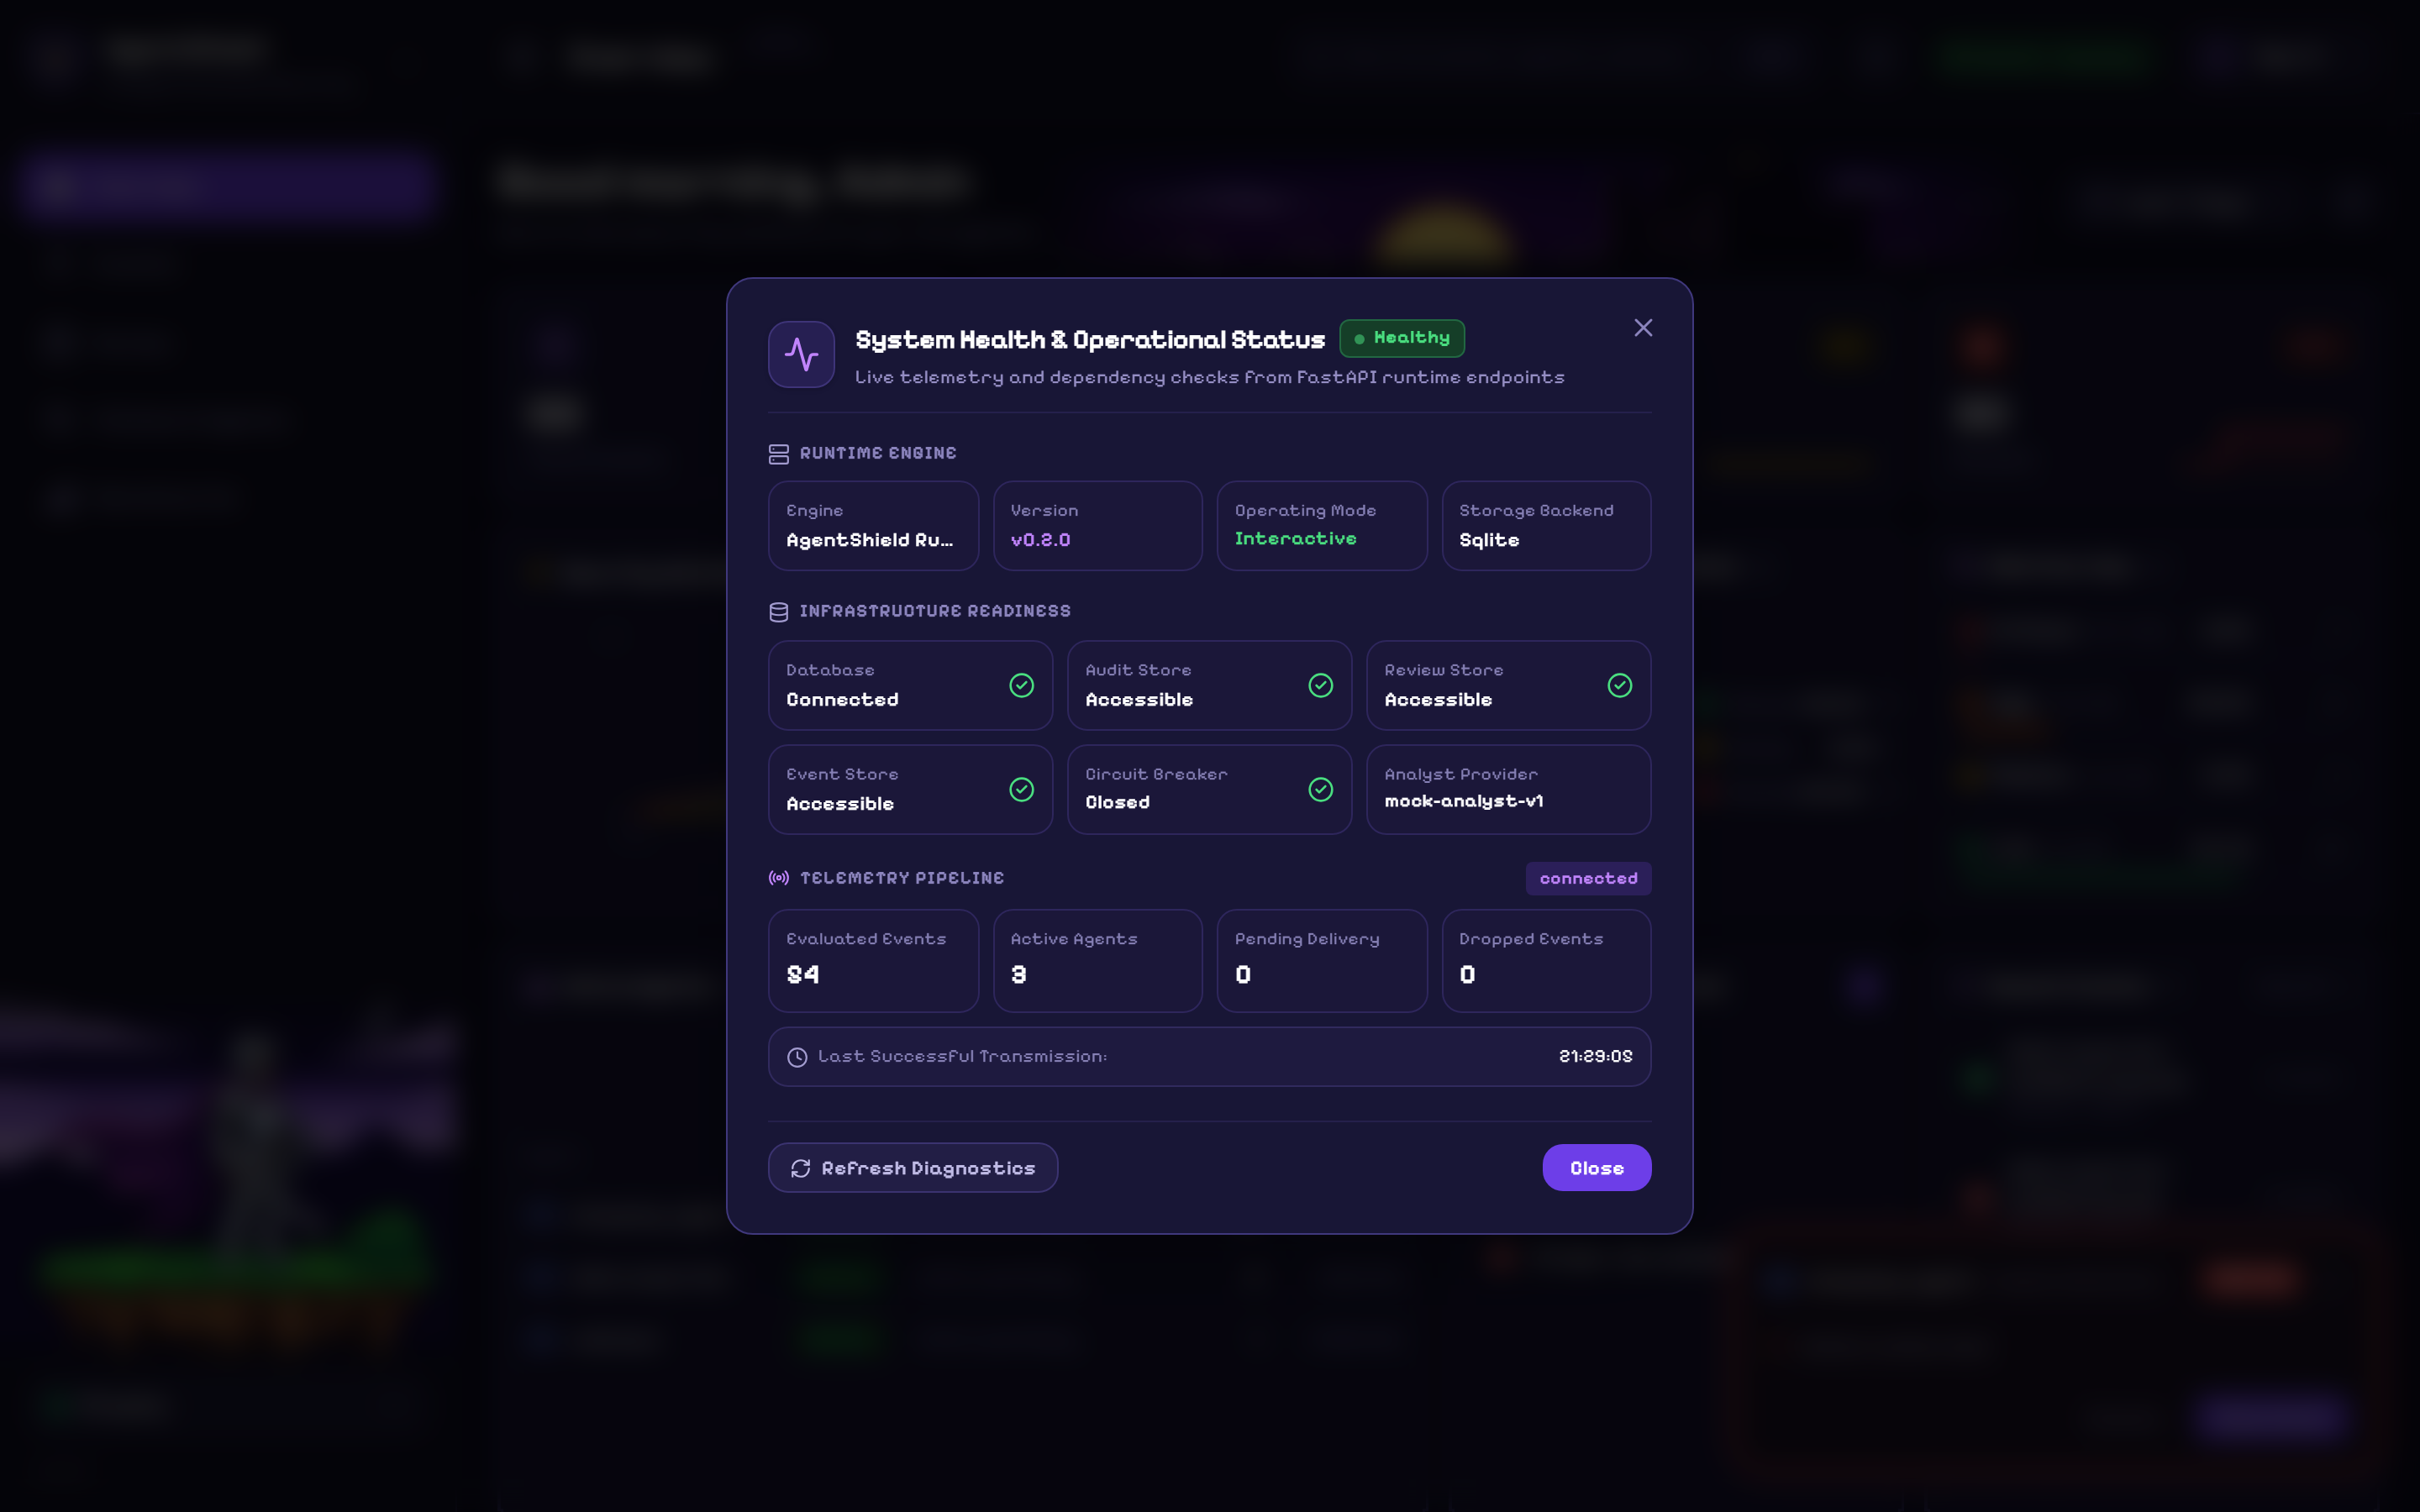 System Health & Operational Status
Healthy
Live telemetry and dependency checks from FastAPI runtime endpoints
RUNTIME ENGINE
Engine
AgentShield Ru...
Version
v0.2.0
Operating Mode
Interactive
Storage Backend
Sqlite
INFRASTRUCTURE READINESS
Database
Connected
Audit Store
Accessible
Review Store
Accessible
Event Store
Accessible
Circuit Breaker
Closed
Analyst Provider
mock-analyst-v1
TELEMETRY PIPELINE
connected
Evaluated Events
84
Active Agents
3
Pending Delivery
0
Dropped Events
0
Last Successful Transmission:
21:29:08
Refresh Diagnostics
Close